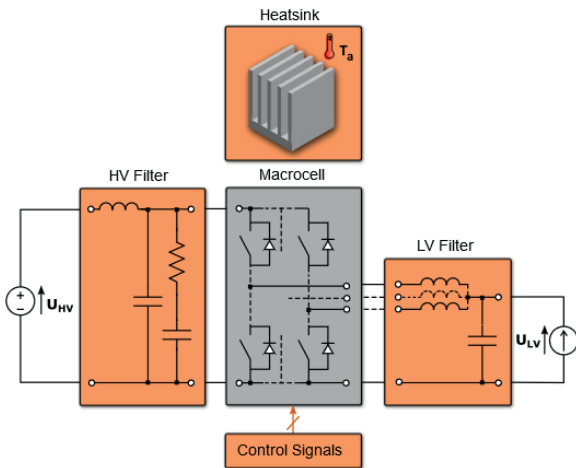 Heatsink
Ta
HV Filter
Macrocell
LV Filter
UHV
ULV
Control Signals